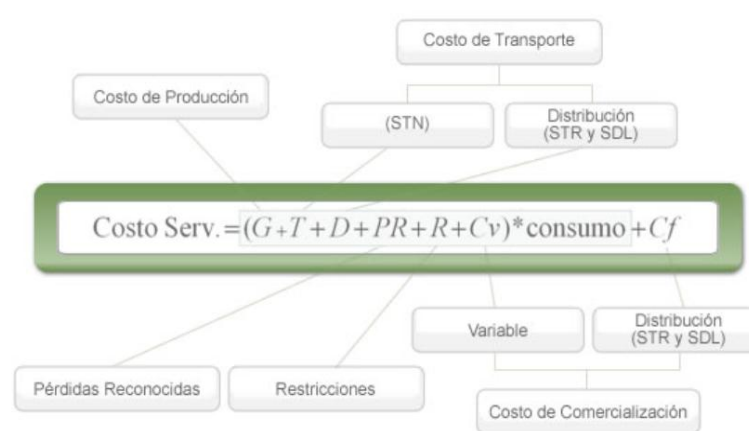 Costo de Transporte
Costo de Producción
(STN)
Distribución
(STR y SDL)
Costo Serv.=(G+T+D+PR+R+Cv)*consumo+Cf
Variable
Distribución
(STR y SDL)
Pérdidas Reconocidas
Restricciones
Costo de Comercialización